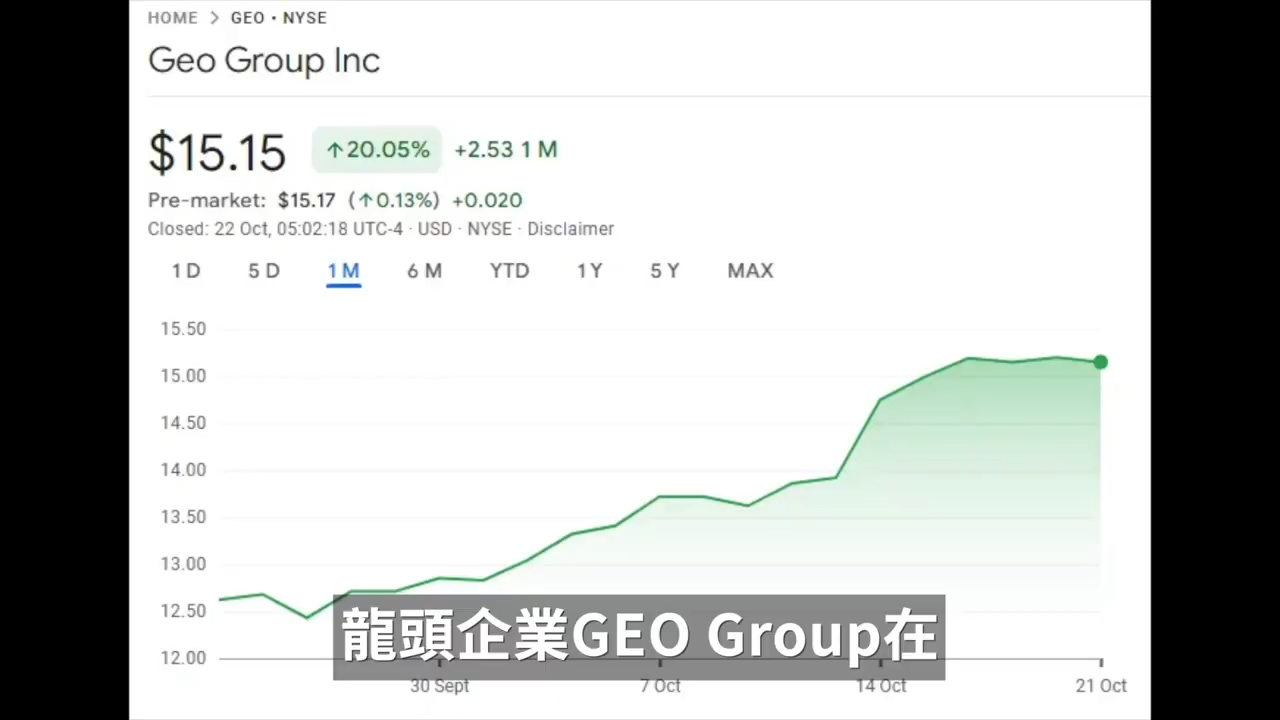 HOME > GEO • NYSE
Geo Group Inc
$15.15 ↑20.05% +2.53 1 M
Pre-market: $15.17 (↑0.13%) +0.020
Closed: 22 Oct, 05:02:18 UTC-4 · USD · NYSE · Disclaimer
1 D 5 D 1 M 6 M YTD 1 Y 5 Y MAX
15.50
15.00
14.50
14.00
13.50
13.00
12.50
12.00
龍頭企業GEO Group在
30 Sept 7 Oct 14 Oct 21 Oct